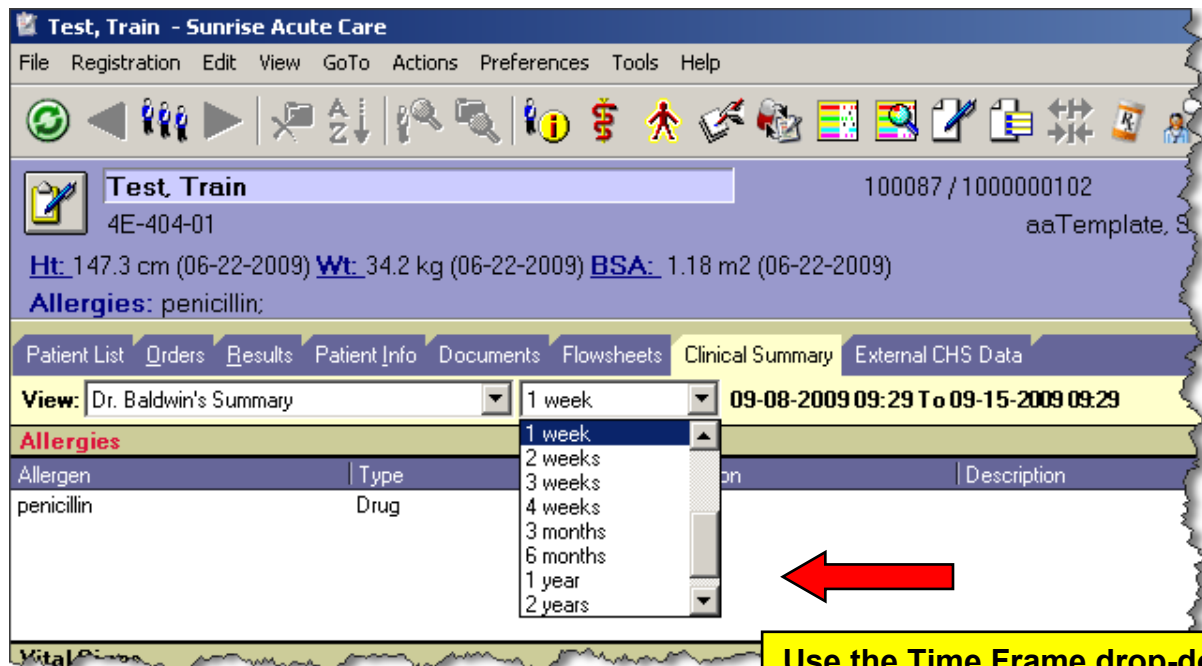 Test, Train - Sunrise Acute Care
File Registration Edit View GoTo Actions Preferences Tools Help
Test, Train 100087 / 1000000102
4E-404-01 aaTemplate, S
Ht: 147.3 cm (06-22-2009) Wt: 34.2 kg (06-22-2009) BSA: 1.18 m2 (06-22-2009)
Allergies: penicillin;
Patient List Orders Results Patient Info Documents Flowsheets Clinical Summary External CHS Data
View: Dr. Baldwin's Summary 1 week 09-08-2009 09:29 To 09-15-2009 09:29
Allergies
Allergen Type on Description
penicillin Drug
1 week
2 weeks
3 weeks
4 weeks
3 months
6 months
1 year
2 years
Use the Time Frame drop-d